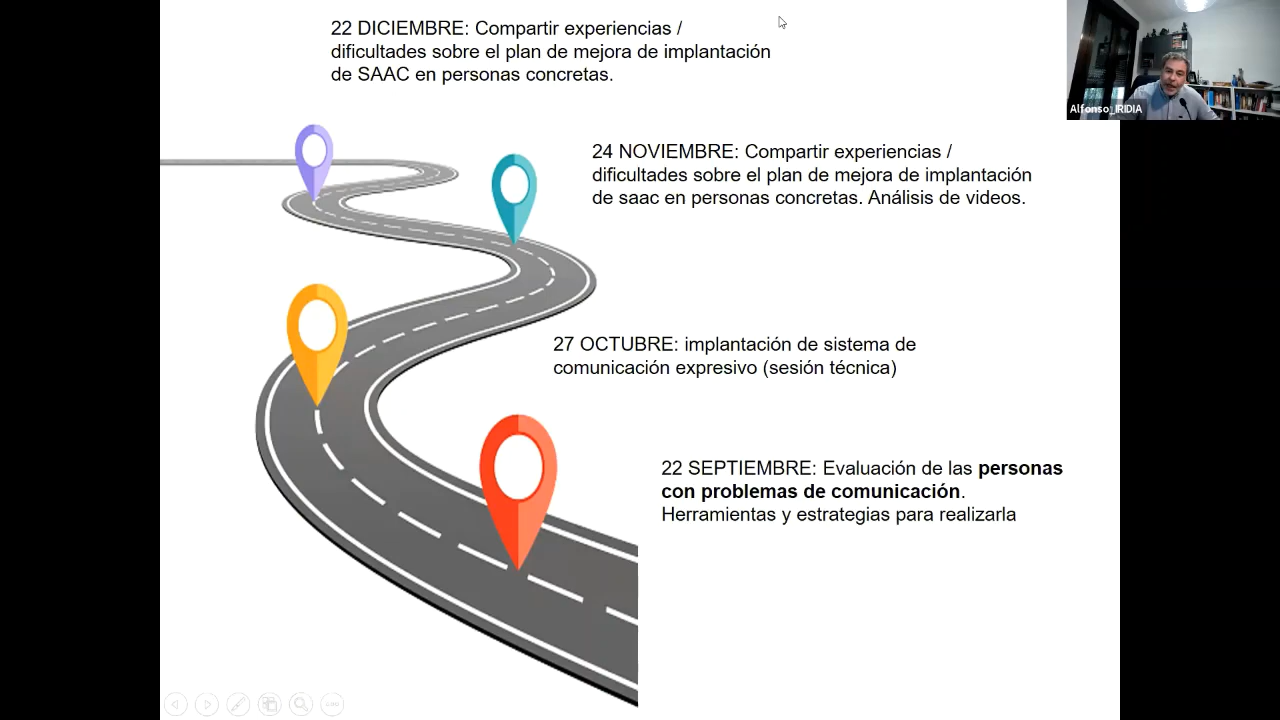 22 DICIEMBRE: Compartir experiencias /
dificultades sobre el plan de mejora de implantación
de SAAC en personas concretas.
Alfonso_IRIDIA
24 NOVIEMBRE: Compartir experiencias /
dificultades sobre el plan de mejora de implantación
de saac en personas concretas. Análisis de videos.
27 OCTUBRE: implantación de sistema de
comunicación expresivo (sesión técnica)
22 SEPTIEMBRE: Evaluación de las personas
con problemas de comunicación.
Herramientas y estrategias para realizarla